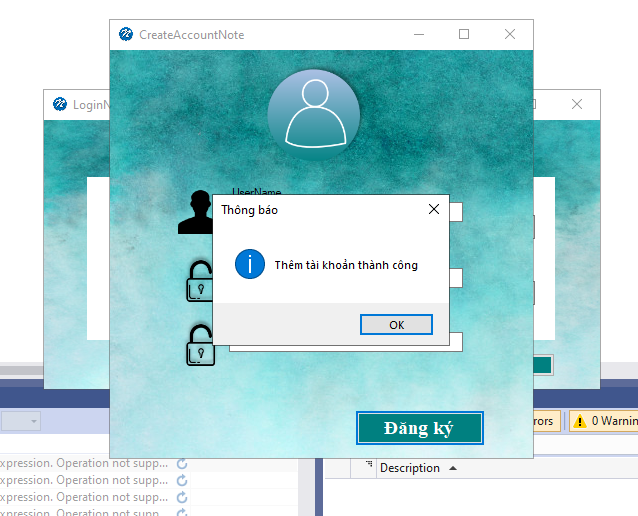 CreateAccountNote
LoginN
UserName
Thông báo
Thêm tài khoản thành công
OK
Đăng ký
rors
0 Warnin
xpression. Operation not supp...
xpression. Operation not supp...
xpression. Operation not supp...
xpression. Operation not supp...
Description